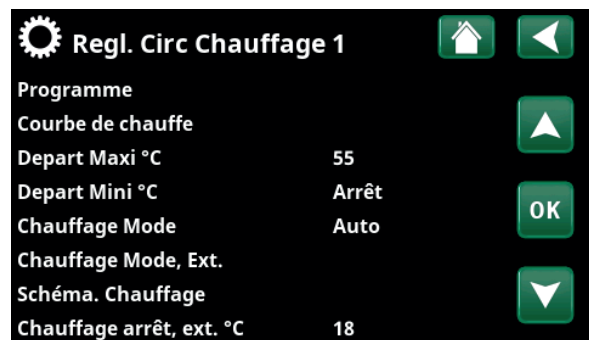 Regl. Circ Chauffage 1
Programme
Courbe de chauffe
Depart Maxi °C 55
Depart Mini °C Arrêt
Chauffage Mode Auto
OK
Chauffage Mode, Ext.
Schéma. Chauffage
Chauffage arrêt, ext. °C 18